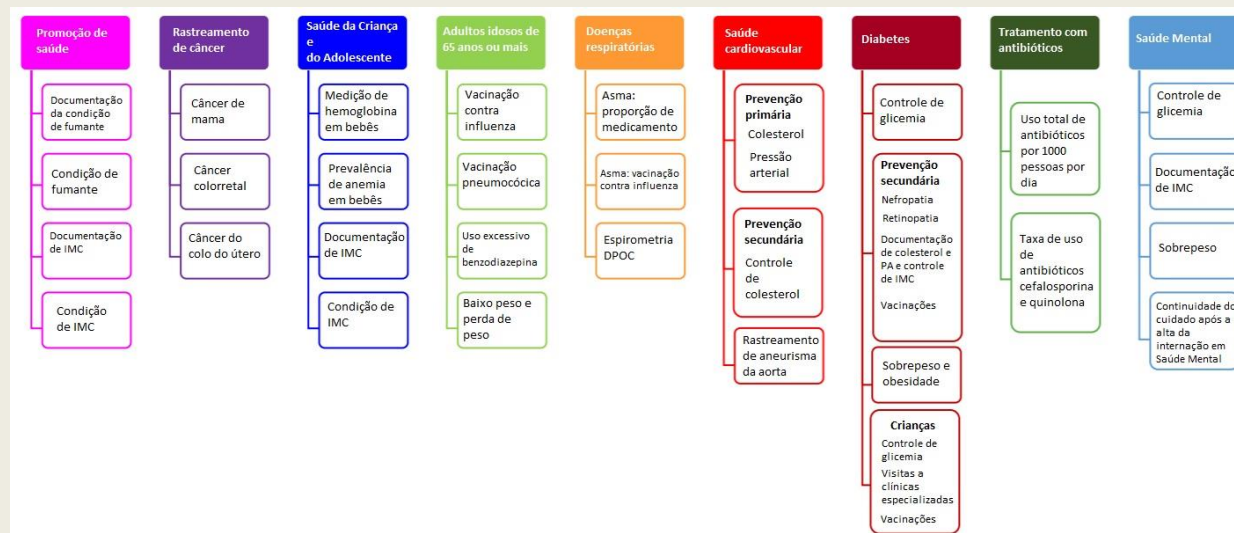 Promoção de
saúde
Documentação
da condição
de fumante
Condição de
fumante
Documentação
de IMC
Condição
de IMC
Rastreamento
de câncer
Câncer de
mama
Câncer
colorretal
Câncer do
colo do útero
Saúde da Criança
e
do Adolescente
Medição de
hemoglobina
em bebês
Prevalência
de anemia
em bebês
Documentação
de IMC
Condição de
IMC
Adultos idosos de
65 anos ou mais
Vacinação
contra
influenza
Vacinação
pneumocócica
Uso excessivo
de
benzodiazepina
Baixo peso e
perda de
peso
Doenças
respiratórias
Asma:
proporção de
medicamento
Asma: vacinação
contra influenza
Espirometria
DPOC
Saúde
cardiovascular
Prevenção
primária
Colesterol
Pressão
arterial
Prevenção
secundária
Controle
de
colesterol
Rastreamento
de aneurisma
da aorta
Diabetes
Controle de
glicemia
Prevenção
secundária
Nefropatia
Retinopatia
Documentação
de colesterol e
PA e controle
de IMC
Vacinações
Sobrepeso e
obesidade
Crianças
Controle de
glicemia
Visitas a
clínicas
especializadas
Vacinações
Tratamento com
antibióticos
Uso total de
antibióticos
por 1000
pessoas por
dia
Taxa de uso
de
antibióticos
cefalosporina
e quinolona
Saúde Mental
Controle de
glicemia
Documentação
de IMC
Sobrepeso
Continuidade do
cuidado após a
alta da
internação em
Saúde Mental